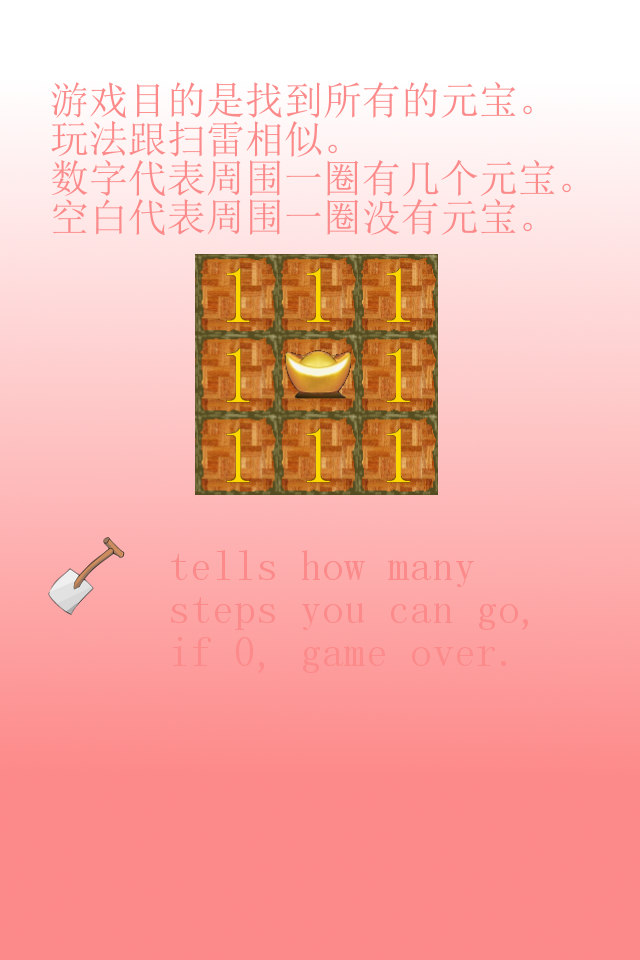 游戏目的是找到所有的元宝。
玩法跟扫雷相似。
数字代表周围一圈有几个元宝。
空白代表周围一圈没有元宝。
1 1 1
1 1
1 1 1
tells how many
steps you can go,
if 0, game over.